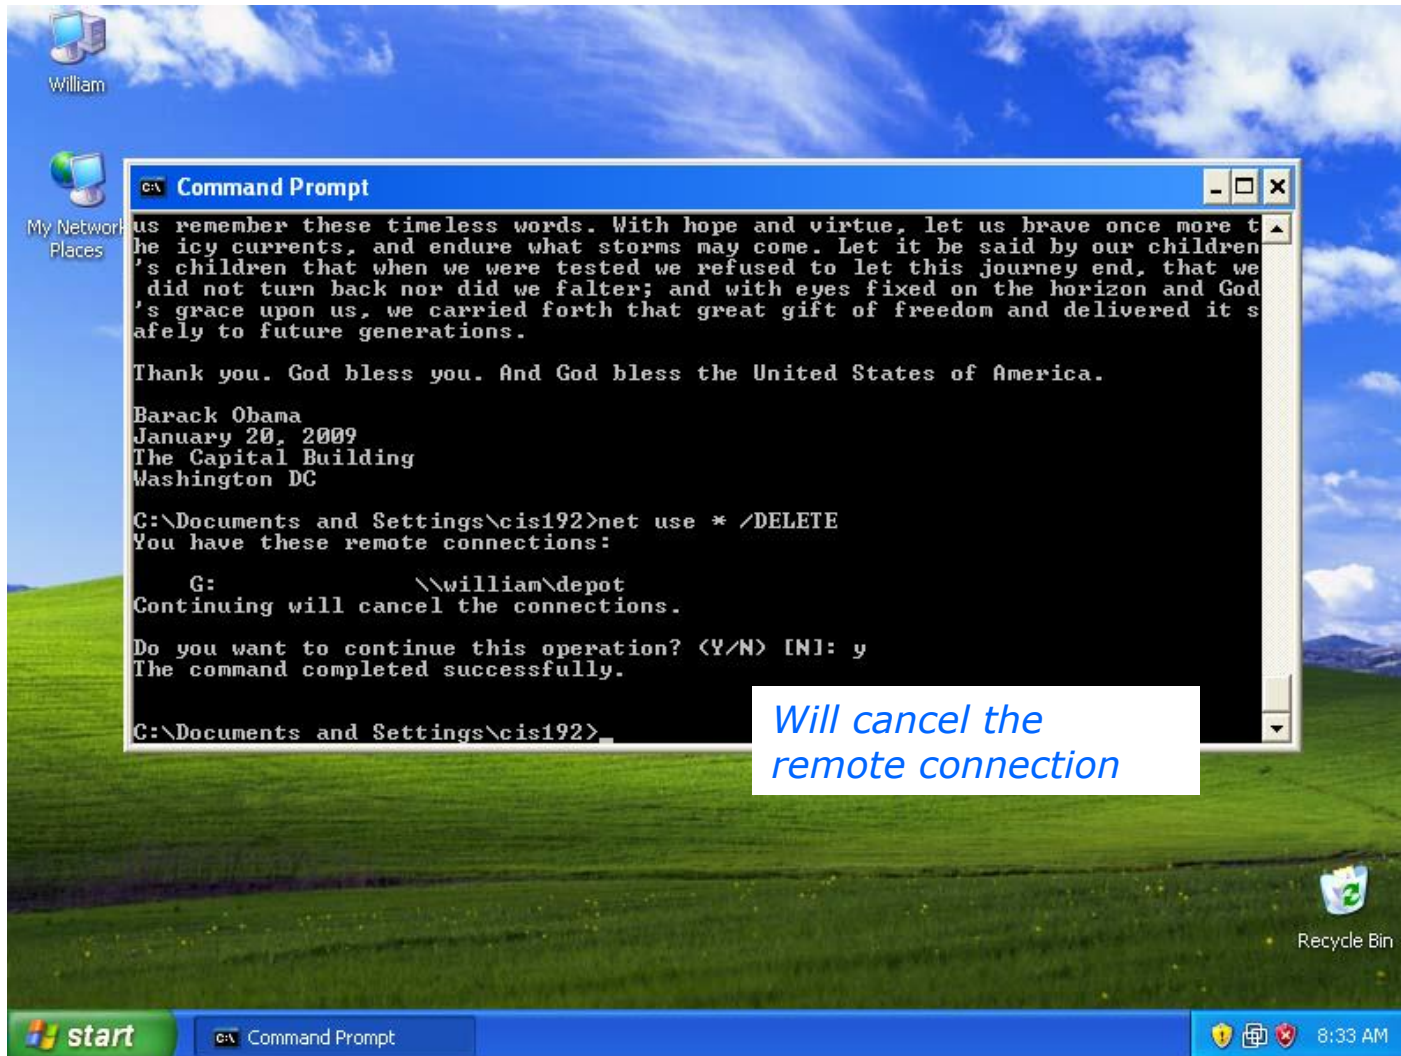 William
My Network
Places
Command Prompt
us remember these timeless words. With hope and virtue, let us brave once more t
he icy currents, and endure what storms may come. Let it be said by our children
's children that when we were tested we refused to let this journey end, that we
did not turn back nor did we falter; and with eyes fixed on the horizon and God
's grace upon us, we carried forth that great gift of freedom and delivered it s
afely to future generations.
Thank you. God bless you. And God bless the United States of America.
Barack Obama
January 20, 2009
The Capital Building
Washington DC
C:\Documents and Settings\cis192>net use * /DELETE
You have these remote connections:
G: \\william\depot
Continuing will cancel the connections.
Do you want to continue this operation? (Y/N) [N]: y
The command completed successfully.
C:\Documents and Settings\cis192>_
Will cancel the
remote connection
Recycle Bin
start
Command Prompt
8:33 AM